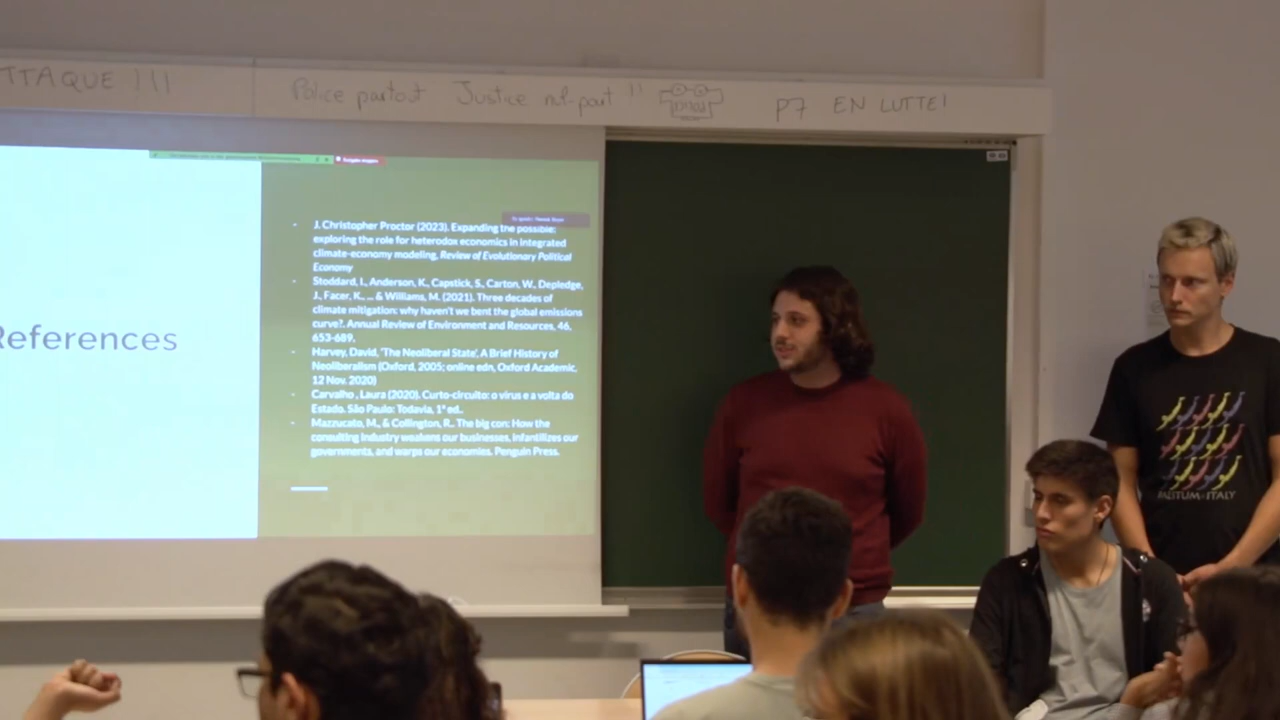 TTAQUE !!!
Police partout Justice null-part !!
P7 EN LUTTE!
References
- J. Christopher Proctor (2023). Expanding the possible:
exploring the role for heterodox economics in integrated
climate-economy modeling, Review of Evolutionary Political
Economy
- Stoddard, I., Anderson, K., Capstick, S., Carton, W., Depledge,
J., Facer, K., ... & Williams, M. (2021). Three decades of
climate mitigation: why haven't we bent the global emissions
curve?. Annual Review of Environment and Resources, 46,
653-689.
- Harvey, David, 'The Neoliberal State', A Brief History of
Neoliberalism (Oxford, 2005; online edn, Oxford Academic,
12 Nov. 2020)
- Carvalho , Laura (2020). Curto-circuito: o vírus e a volta do
Estado. São Paulo: Todavia, 1ª ed..
- Mazzucato, M., & Collington, R.. The big con: How the
consulting industry weakens our businesses, infantilizes our
governments, and warps our economies. Penguin Press.
PALITUM-ITALY